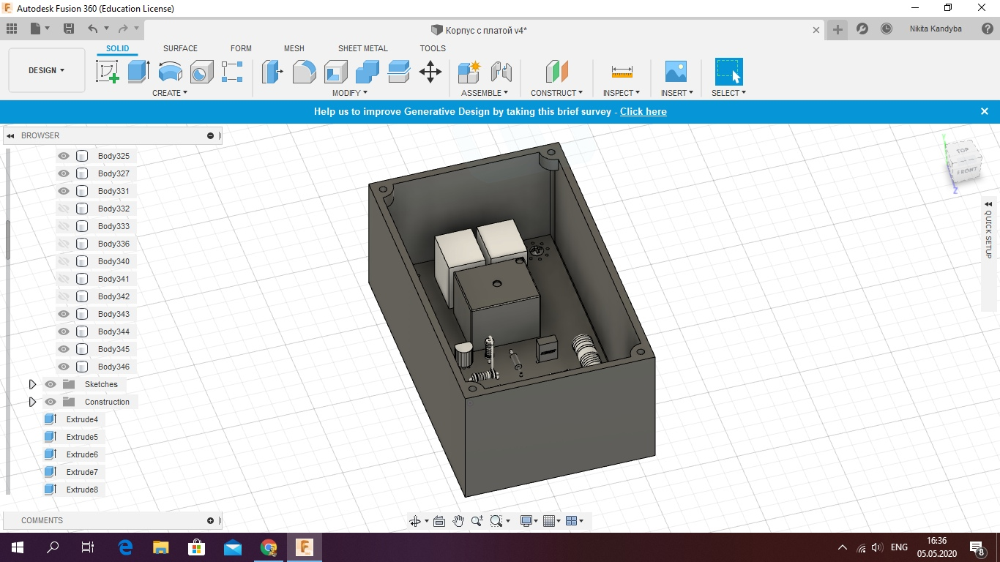 Autodesk Fusion 360 (Education License)
Корпус с платой v4*
Nikita Kandyba
DESIGN
SOLID SURFACE FORM MESH SHEET METAL TOOLS
CREATE MODIFY ASSEMBLE CONSTRUCT INSPECT INSERT SELECT
Help us to improve Generative Design by taking this brief survey - Click here
BROWSER
Body325
Body327
Body331
Body332
Body333
Body336
Body340
Body341
Body342
Body343
Body344
Body345
Body346
Sketches
Construction
Extrude4
Extrude5
Extrude6
Extrude7
Extrude8
Y
TOP
FRONT
Z
QUICK SETUP
COMMENTS
ENG
16:36
05.05.2020
8